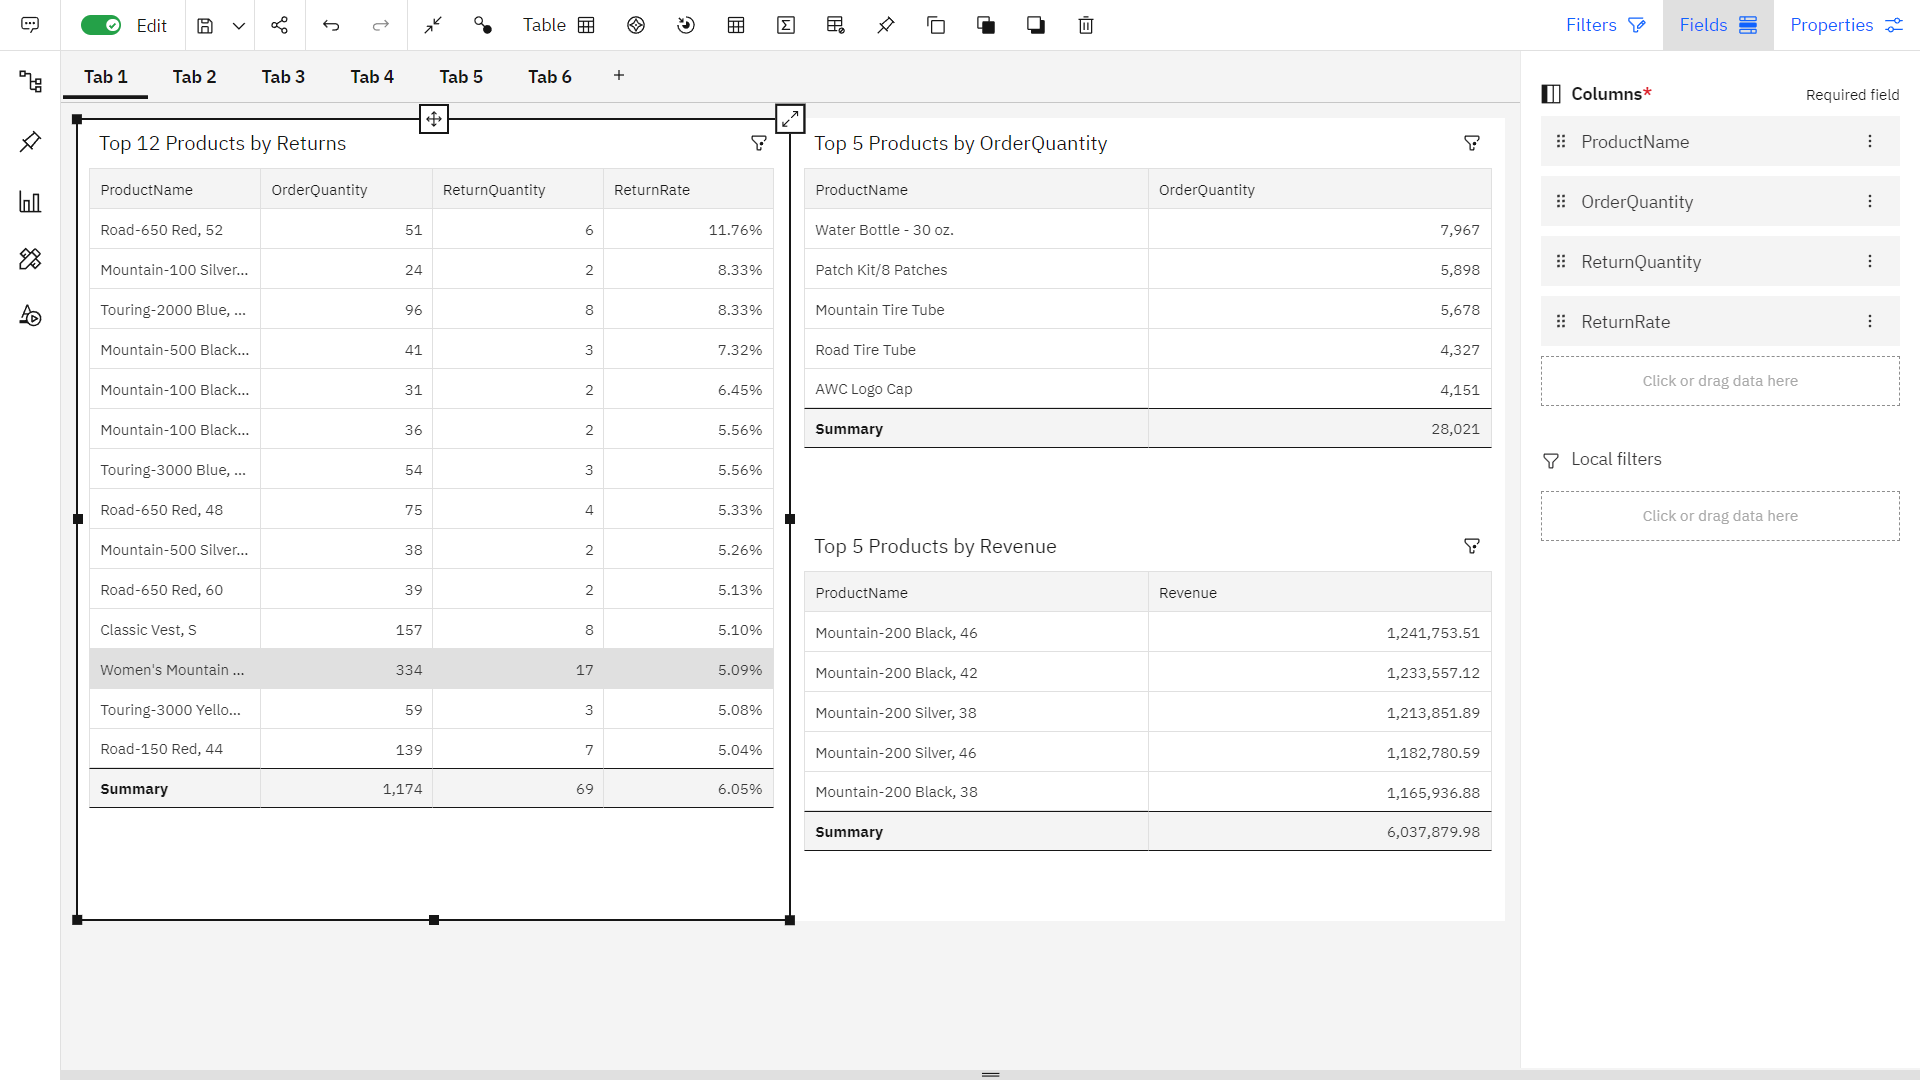 Edit
Table
Filters
Fields
Properties
Tab 1 Tab 2 Tab 3 Tab 4 Tab 5 Tab 6 +
Top 12 Products by Returns
ProductName OrderQuantity ReturnQuantity ReturnRate
Road-650 Red, 52 51 6 11.76%
Mountain-100 Silver... 24 2 8.33%
Touring-2000 Blue, ... 96 8 8.33%
Mountain-500 Black... 41 3 7.32%
Mountain-100 Black... 31 2 6.45%
Mountain-100 Black... 36 2 5.56%
Touring-3000 Blue, ... 54 3 5.56%
Road-650 Red, 48 75 4 5.33%
Mountain-500 Silver... 38 2 5.26%
Road-650 Red, 60 39 2 5.13%
Classic Vest, S 157 8 5.10%
Women's Mountain ... 334 17 5.09%
Touring-3000 Yello... 59 3 5.08%
Road-150 Red, 44 139 7 5.04%
Summary 1,174 69 6.05%
Top 5 Products by OrderQuantity
ProductName OrderQuantity
Water Bottle - 30 oz. 7,967
Patch Kit/8 Patches 5,898
Mountain Tire Tube 5,678
Road Tire Tube 4,327
AWC Logo Cap 4,151
Summary 28,021
Top 5 Products by Revenue
ProductName Revenue
Mountain-200 Black, 46 1,241,753.51
Mountain-200 Black, 42 1,233,557.12
Mountain-200 Silver, 38 1,213,851.89
Mountain-200 Silver, 46 1,182,780.59
Mountain-200 Black, 38 1,165,936.88
Summary 6,037,879.98
Columns* Required field
ProductName
OrderQuantity
ReturnQuantity
ReturnRate
Click or drag data here
Local filters
Click or drag data here